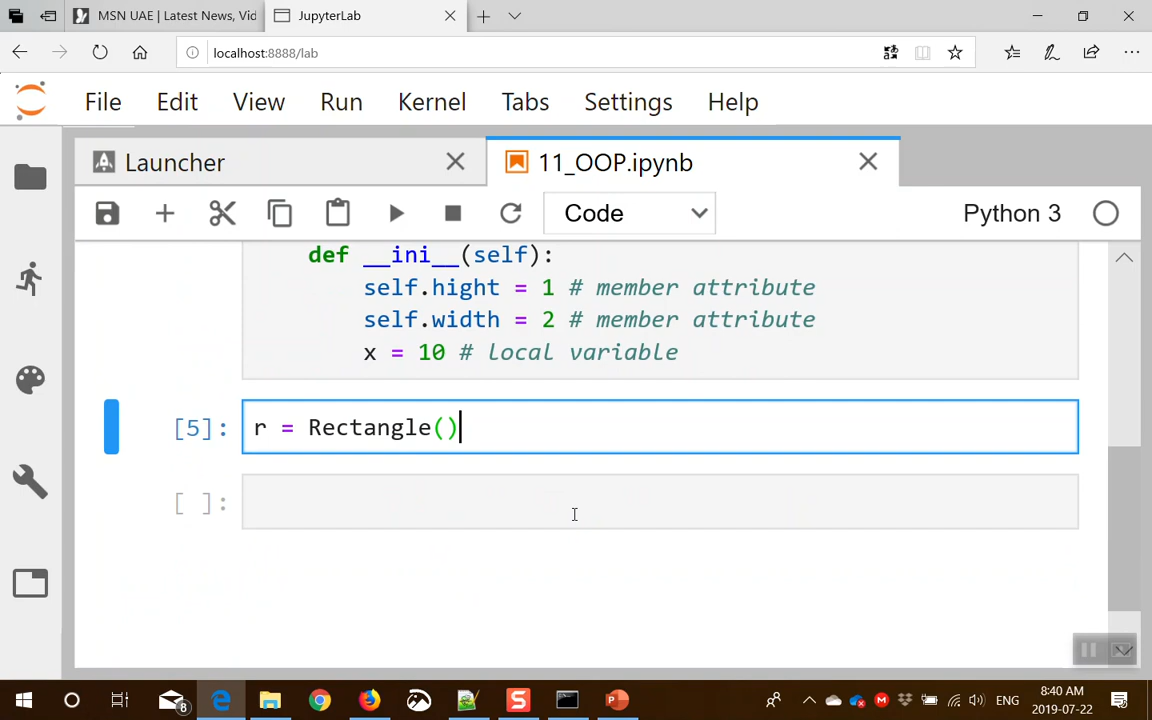 MSN UAE | Latest News, Vid
JupyterLab
localhost:8888/lab
File Edit View Run Kernel Tabs Settings Help
Launcher
11_OOP.ipynb
Code
Python 3
def __ini__(self):
self.hight = 1 # member attribute
self.width = 2 # member attribute
x = 10 # local variable
[5]: r = Rectangle()
[ ]:
8
ENG
8:40 AM
2019-07-22